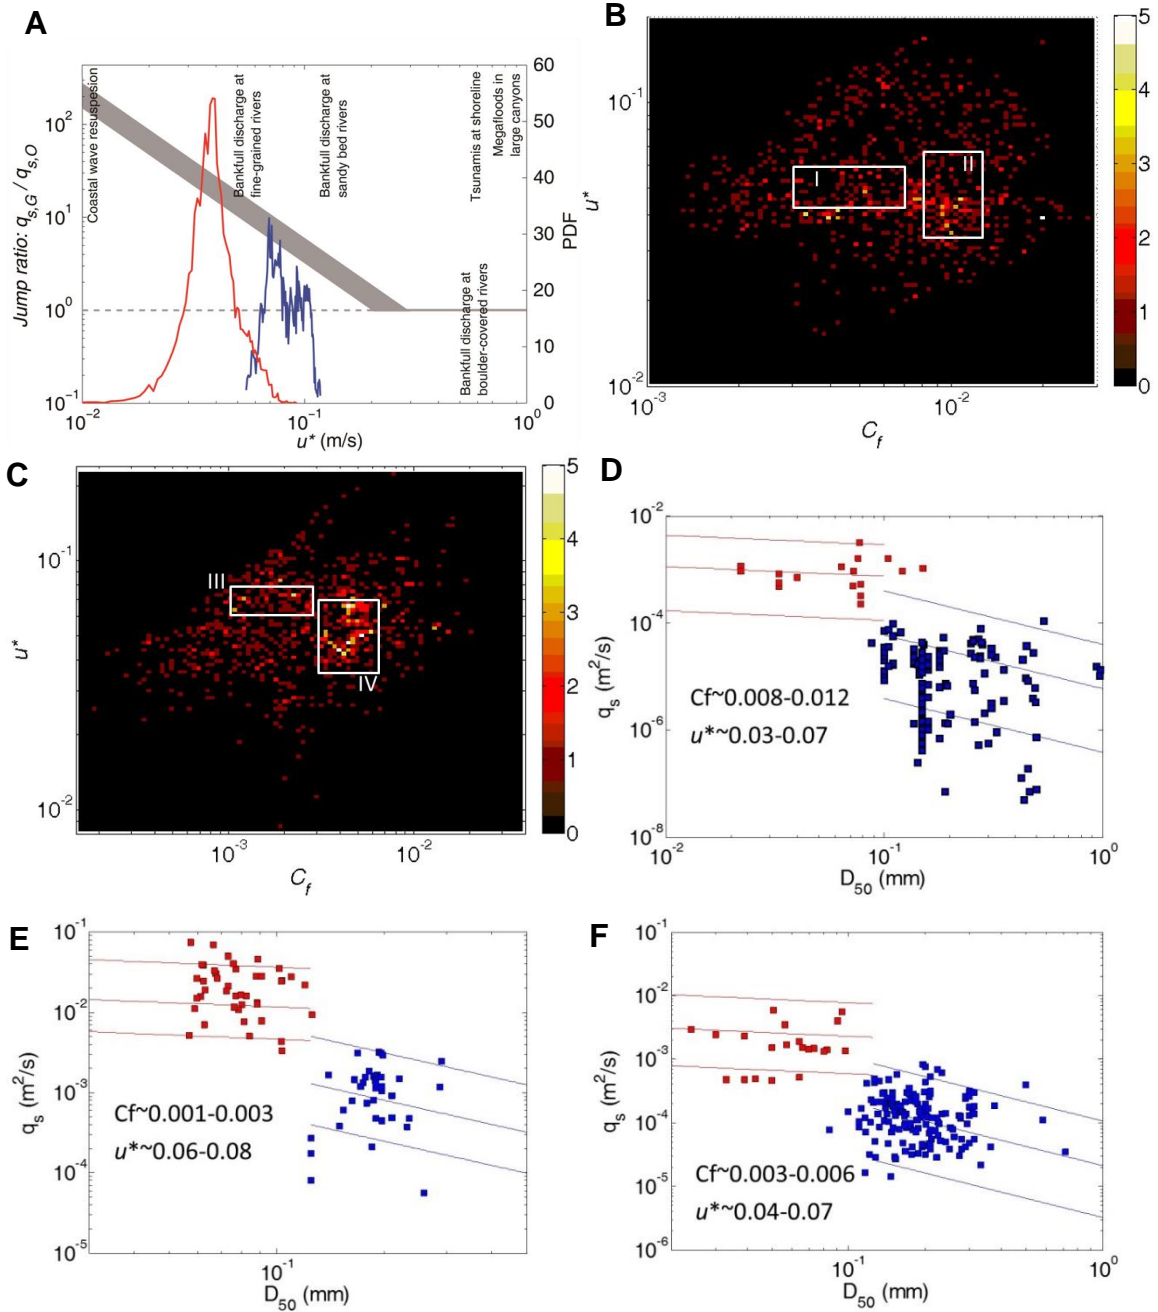 A
Jump ratio: q_s,G / q_s,O
10^2
10^1
10^0
10^-1
Coastal wave resuspesion
Bankfull discharge at
fine-grained rivers
Bankfull discharge at
sandy bed rivers
Tsunamis at shoreline
Megafloods in
large canyons
Bankfull discharge at
boulder-covered rivers
60
50
40
30
20
10
0
PDF
10^-2
10^-1
10^0
u* (m/s)
B
u*
10^-1
10^-2
I
II
10^-3
10^-2
C_f
5
4
3
2
1
0
C
u*
10^-1
10^-2
III
IV
10^-3
10^-2
C_f
5
4
3
2
1
0
D
q_s (m^2/s)
10^-2
10^-4
10^-6
10^-8
Cf~0.008-0.012
u*~0.03-0.07
10^-2
10^-1
10^0
D_50 (mm)
E
q_s (m^2/s)
10^-1
10^-2
10^-3
10^-4
10^-5
Cf~0.001-0.003
u*~0.06-0.08
10^-1
D_50 (mm)
F
q_s (m^2/s)
10^-1
10^-2
10^-3
10^-4
10^-5
10^-6
Cf~0.003-0.006
u*~0.04-0.07
10^-1
10^0
D_50 (mm)